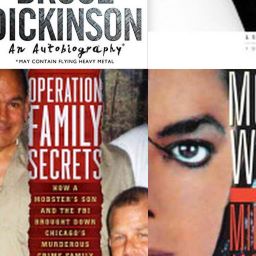 BRUCE
DICKINSON
An Autobiography*
*MAY CONTAIN FLYING HEAVY METAL
OPERATION
FAMILY
SECRETS
HOW A
MOBSTER'S SON
AND THE FBI
BROUGHT DOWN
CHICAGO'S
MURDEROUS
CRIME FAMILY
M
W